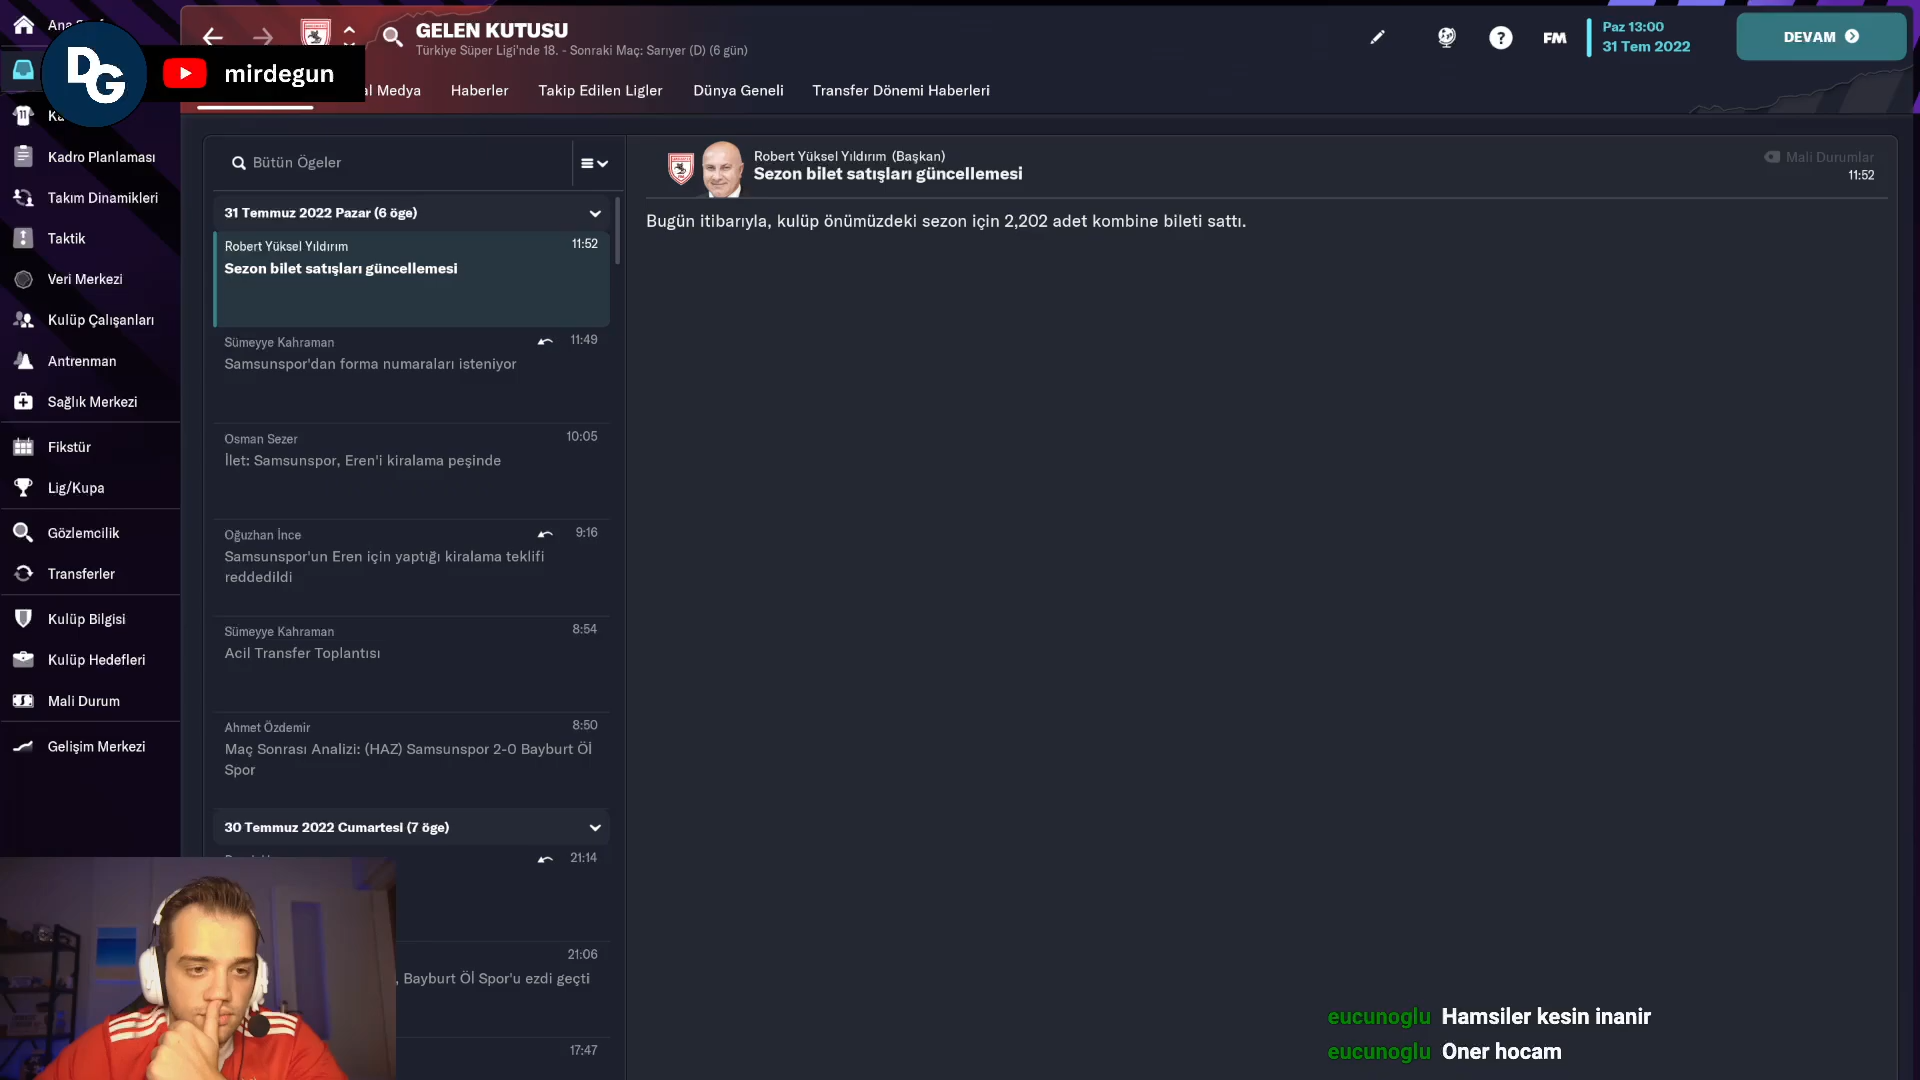 Ana
DG
mirdegun
GELEN KUTUSU
Türkiye Süper Ligi'nde 18. - Sonraki Maç: Sarıyer (D) (6 gün)
FM
Paz 13:00
31 Tem 2022
DEVAM
al Medya
Haberler
Takip Edilen Ligler
Dünya Geneli
Transfer Dönemi Haberleri
Kadro Planlaması
Takım Dinamikleri
Taktik
Veri Merkezi
Kulüp Çalışanları
Antrenman
Sağlık Merkezi
Fikstür
Lig/Kupa
Gözlemcilik
Transferler
Kulüp Bilgisi
Kulüp Hedefleri
Mali Durum
Gelişim Merkezi
Bütün Ögeler
31 Temmuz 2022 Pazar (6 öge)
Robert Yüksel Yıldırım 11:52
Sezon bilet satışları güncellemesi
Sümeyye Kahraman 11:49
Samsunspor'dan forma numaraları isteniyor
Osman Sezer 10:05
İlet: Samsunspor, Eren'i kiralama peşinde
Oğuzhan İnce 9:16
Samsunspor'un Eren için yaptığı kiralama teklifi
reddedildi
Sümeyye Kahraman 8:54
Acil Transfer Toplantısı
Ahmet Özdemir 8:50
Maç Sonrası Analizi: (HAZ) Samsunspor 2-0 Bayburt Öİ
Spor
30 Temmuz 2022 Cumartesi (7 öge)
21:14
21:06
, Bayburt Öİ Spor'u ezdi geçti
17:47
Robert Yüksel Yıldırım (Başkan)
Sezon bilet satışları güncellemesi
Mali Durumlar
11:52
Bugün itibarıyla, kulüp önümüzdeki sezon için 2,202 adet kombine bileti sattı.
eucunoglu Hamsiler kesin inanir
eucunoglu Oner hocam